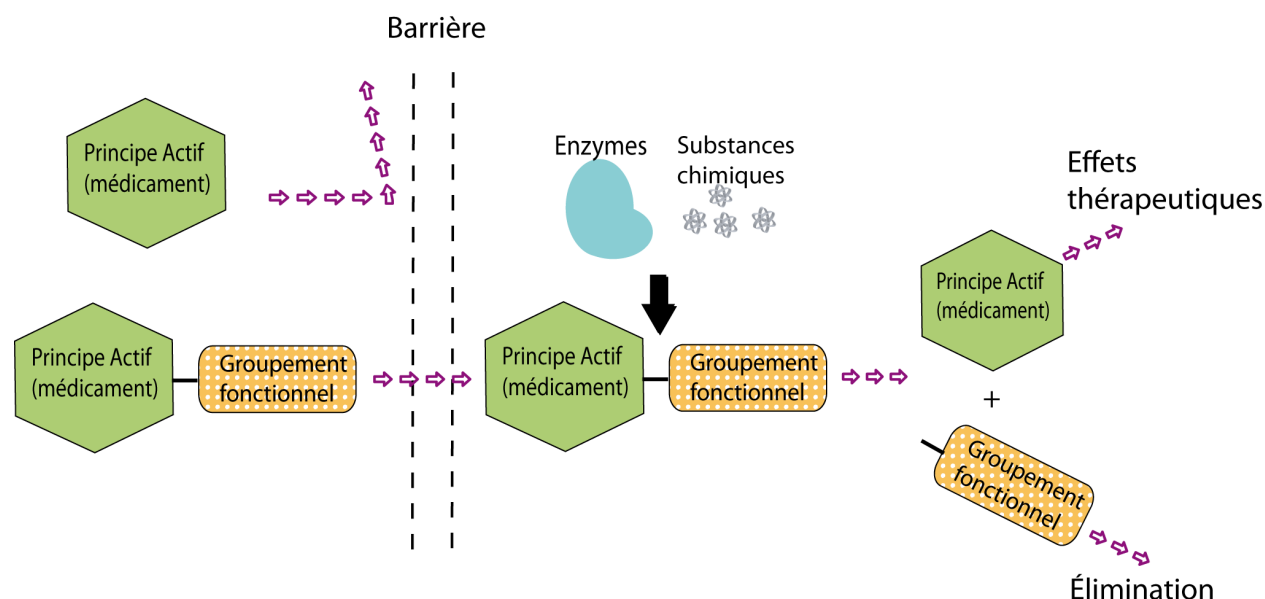 Barrière
Principe Actif
(médicament)
Enzymes
Substances
chimiques
Effets
thérapeutiques
Principe Actif
(médicament)
Groupement
fonctionnel
Principe Actif
(médicament)
Groupement
fonctionnel
Principe Actif
(médicament)
+
Groupement
fonctionnel
Élimination